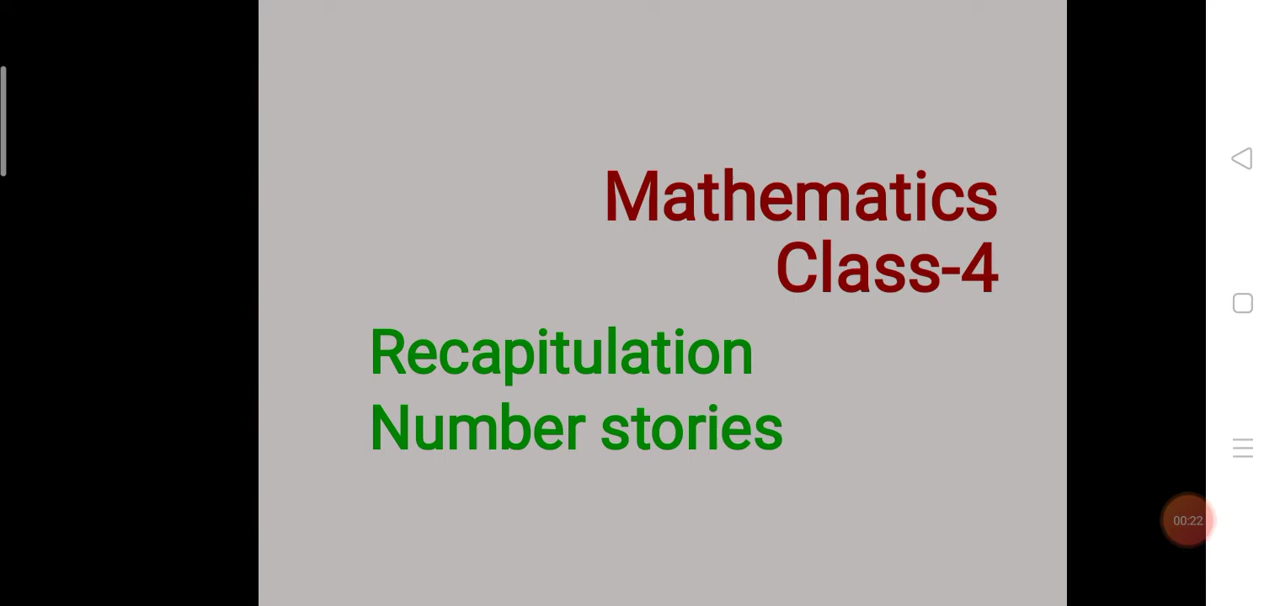 Mathematics
Class-4
Recapitulation
Number stories
00:22